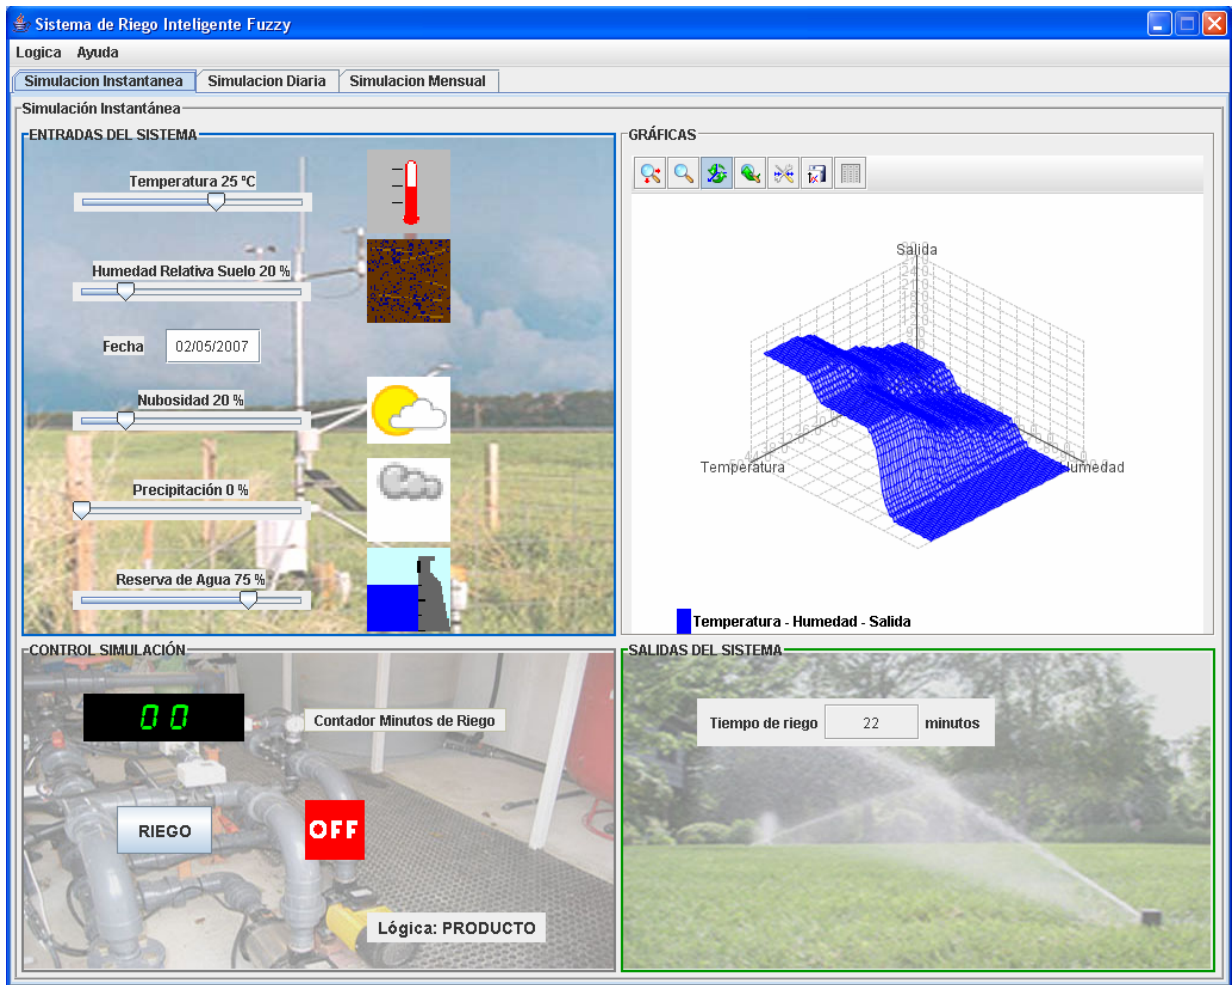 Sistema de Riego Inteligente Fuzzy
Logica Ayuda
Simulacion Instantanea Simulacion Diaria Simulacion Mensual
Simulación Instantánea
ENTRADAS DEL SISTEMA
Temperatura 25 ºC
Humedad Relativa Suelo 20 %
Fecha 02/05/2007
Nubosidad 20 %
Precipitación 0 %
Reserva de Agua 75 %
GRÁFICAS
Salida
Temperatura
Humedad
Temperatura - Humedad - Salida
CONTROL SIMULACIÓN
00
Contador Minutos de Riego
RIEGO
OFF
Lógica: PRODUCTO
SALIDAS DEL SISTEMA
Tiempo de riego 22 minutos